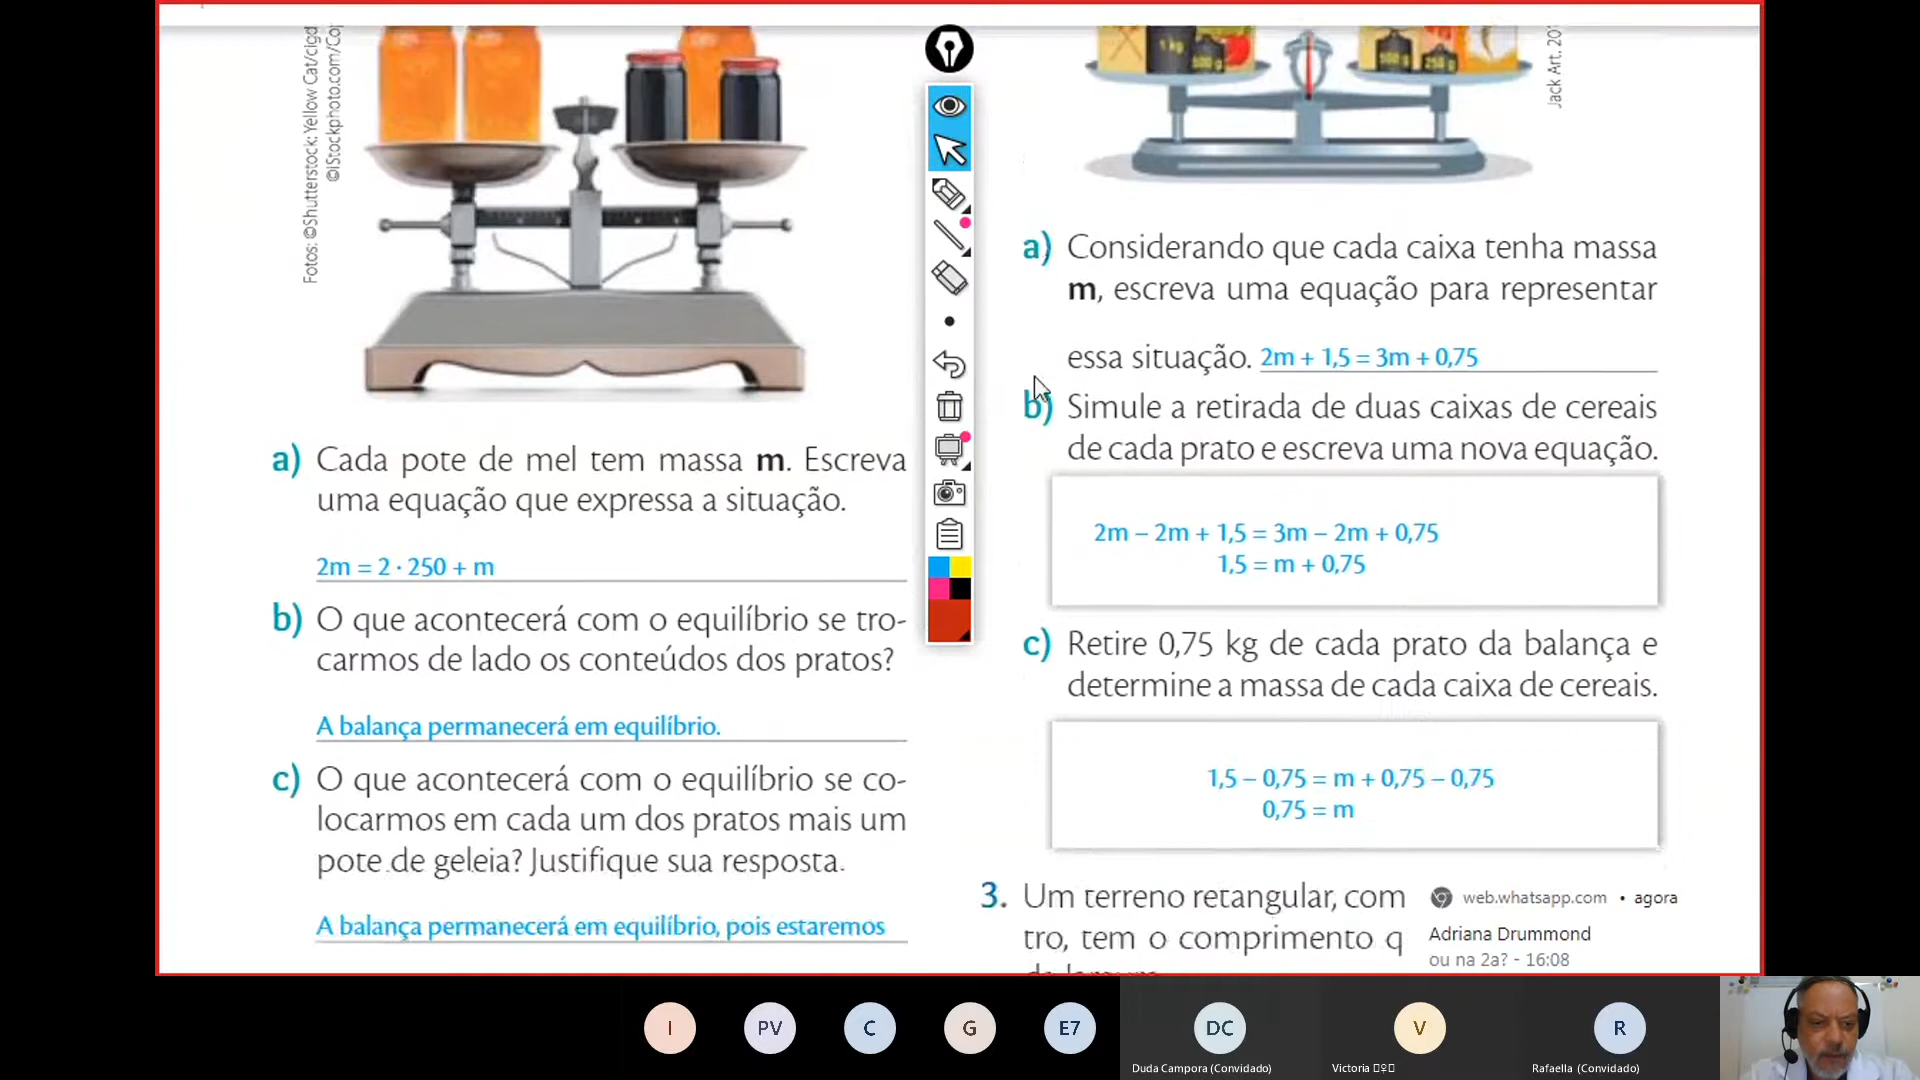 Fotos: ©Shutterstock: Yellow Cat/cigd
©iStockphoto.com/Co
a) Cada pote de mel tem massa m. Escreva
uma equação que expressa a situação.
2m = 2 · 250 + m
b) O que acontecerá com o equilíbrio se tro-
carmos de lado os conteúdos dos pratos?
A balança permanecerá em equilíbrio.
c) O que acontecerá com o equilíbrio se co-
locarmos em cada um dos pratos mais um
pote de geleia? Justifique sua resposta.
A balança permanecerá em equilíbrio, pois estaremos
1 kg
500 g
500 g
250 g
Jack Art. 20
a) Considerando que cada caixa tenha massa
m, escreva uma equação para representar
essa situação. 2m + 1,5 = 3m + 0,75
b) Simule a retirada de duas caixas de cereais
de cada prato e escreva uma nova equação.
2m – 2m + 1,5 = 3m – 2m + 0,75
1,5 = m + 0,75
c) Retire 0,75 kg de cada prato da balança e
determine a massa de cada caixa de cereais.
1,5 – 0,75 = m + 0,75 – 0,75
0,75 = m
3. Um terreno retangular, com
tro, tem o comprimento q
web.whatsapp.com • agora
Adriana Drummond
ou na 2a? - 16:08
I
PV
C
G
E7
DC
V
R
Duda Campora (Convidado)
Victoria
Rafaella (Convidado)